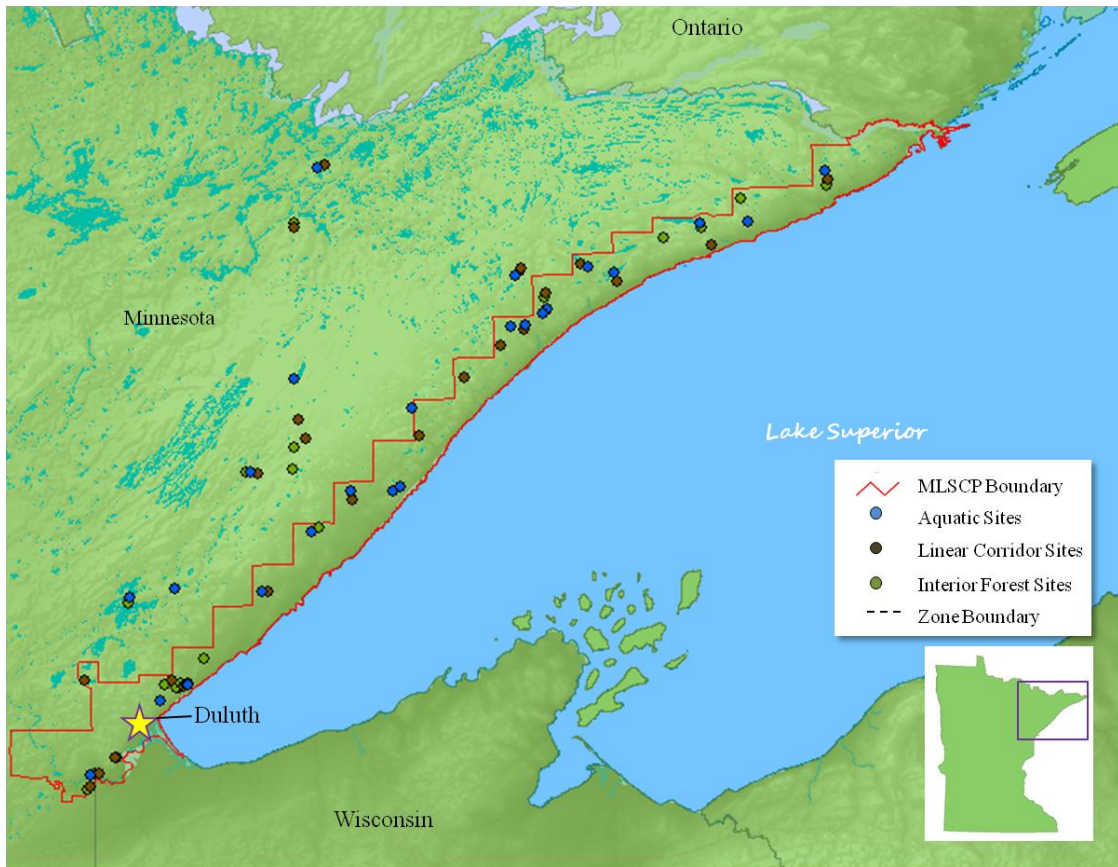 Ontario
Minnesota
Lake Superior
MLSCP Boundary
Aquatic Sites
Linear Corridor Sites
Interior Forest Sites
Zone Boundary
Duluth
Wisconsin